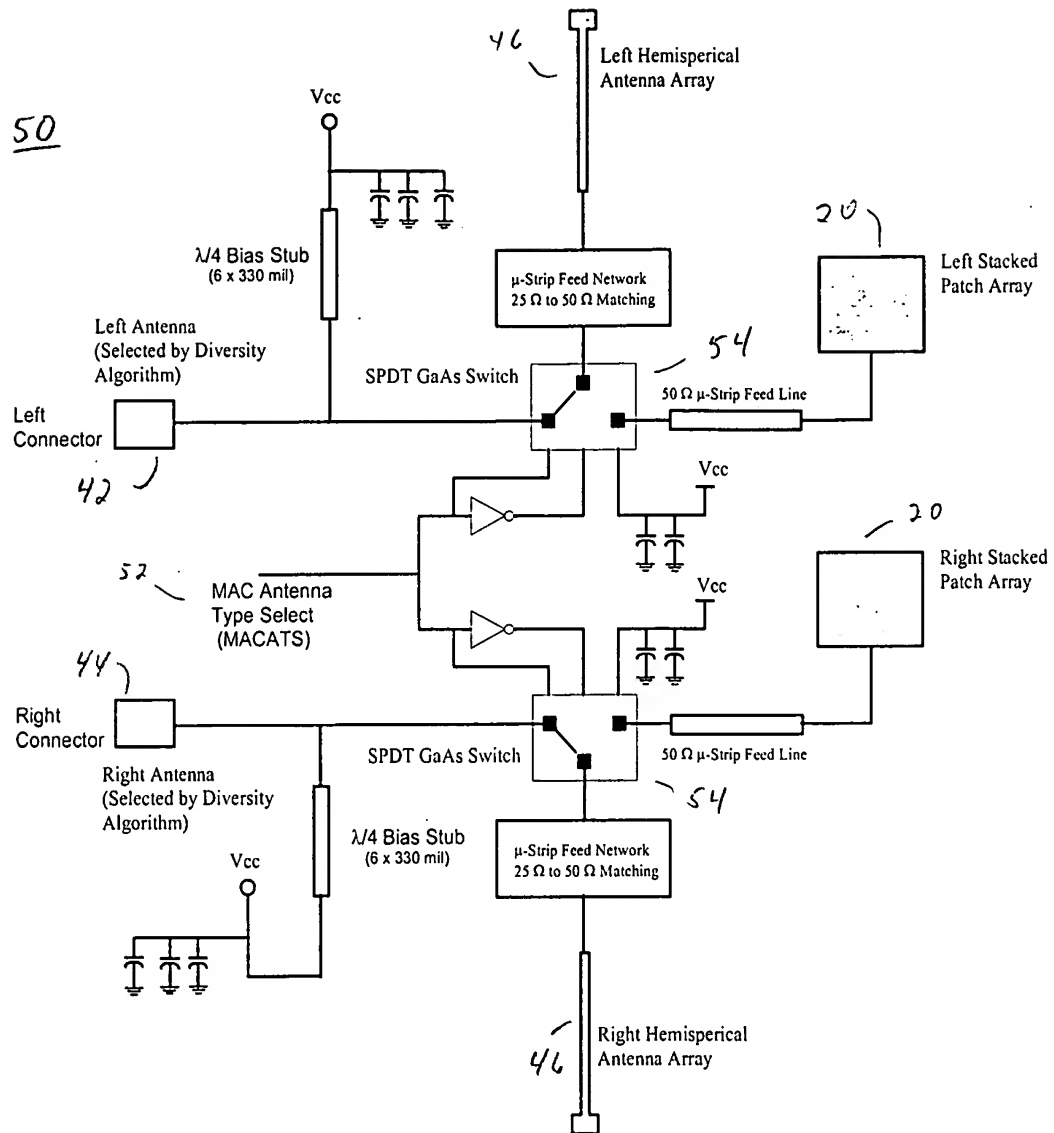 46
Left Hemisperical
Antenna Array
Vcc
50
20
λ/4 Bias Stub
(6 x 330 mil)
μ-Strip Feed Network
25 Ω to 50 Ω Matching
Left Stacked
Patch Array
Left Antenna
(Selected by Diversity
Algorithm)
54
SPDT GaAs Switch
50 Ω μ-Strip Feed Line
Left
Connector
42
Vcc
20
52
MAC Antenna
Type Select
(MACATS)
Vcc
Right Stacked
Patch Array
44
Right
Connector
SPDT GaAs Switch
50 Ω μ-Strip Feed Line
Right Antenna
(Selected by Diversity
Algorithm)
54
λ/4 Bias Stub
(6 x 330 mil)
μ-Strip Feed Network
25 Ω to 50 Ω Matching
Vcc
46
Right Hemisperical
Antenna Array